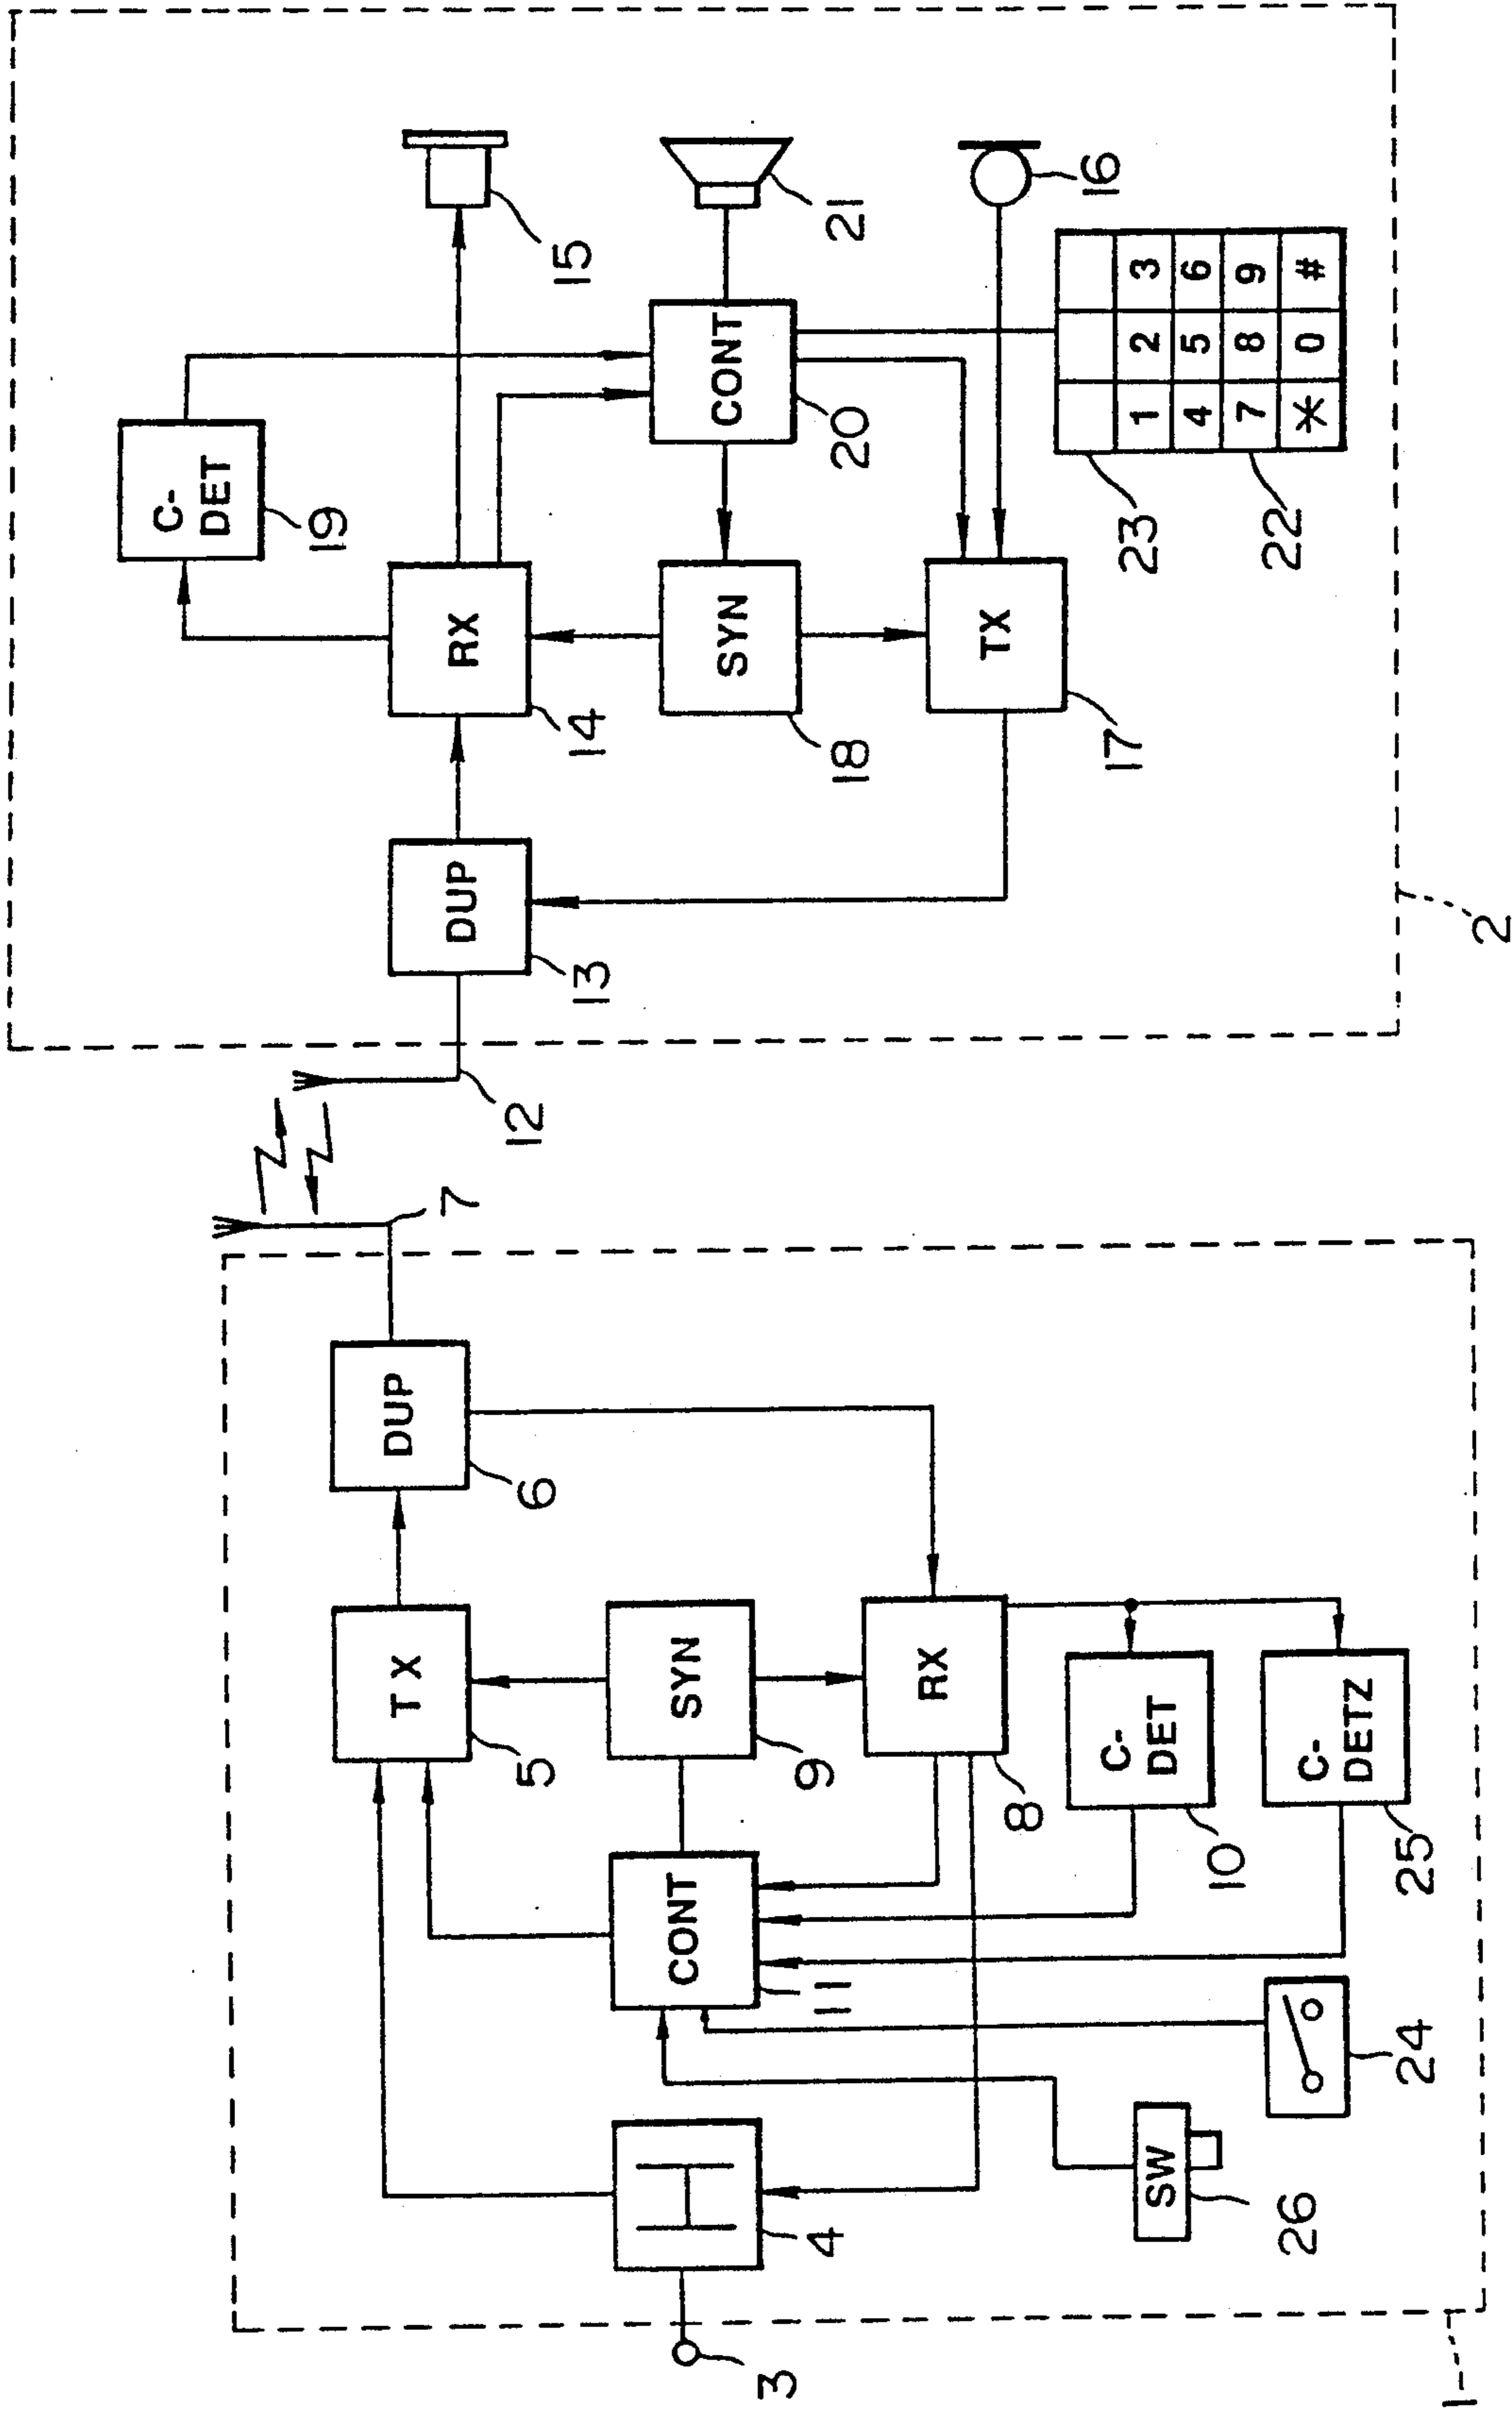 C-
DET
19
RX
14
15
DUP
13
12
SYN
18
CONT
20
21
TX
17
16
1 2 3
4 5 6
7 8 9
* 0 #
23
22
2
7
DUP
6
TX
5
SYN
9
RX
8
CONT
11
C-
DET
10
C-
DETZ
25
24
SW
26
4
3
1